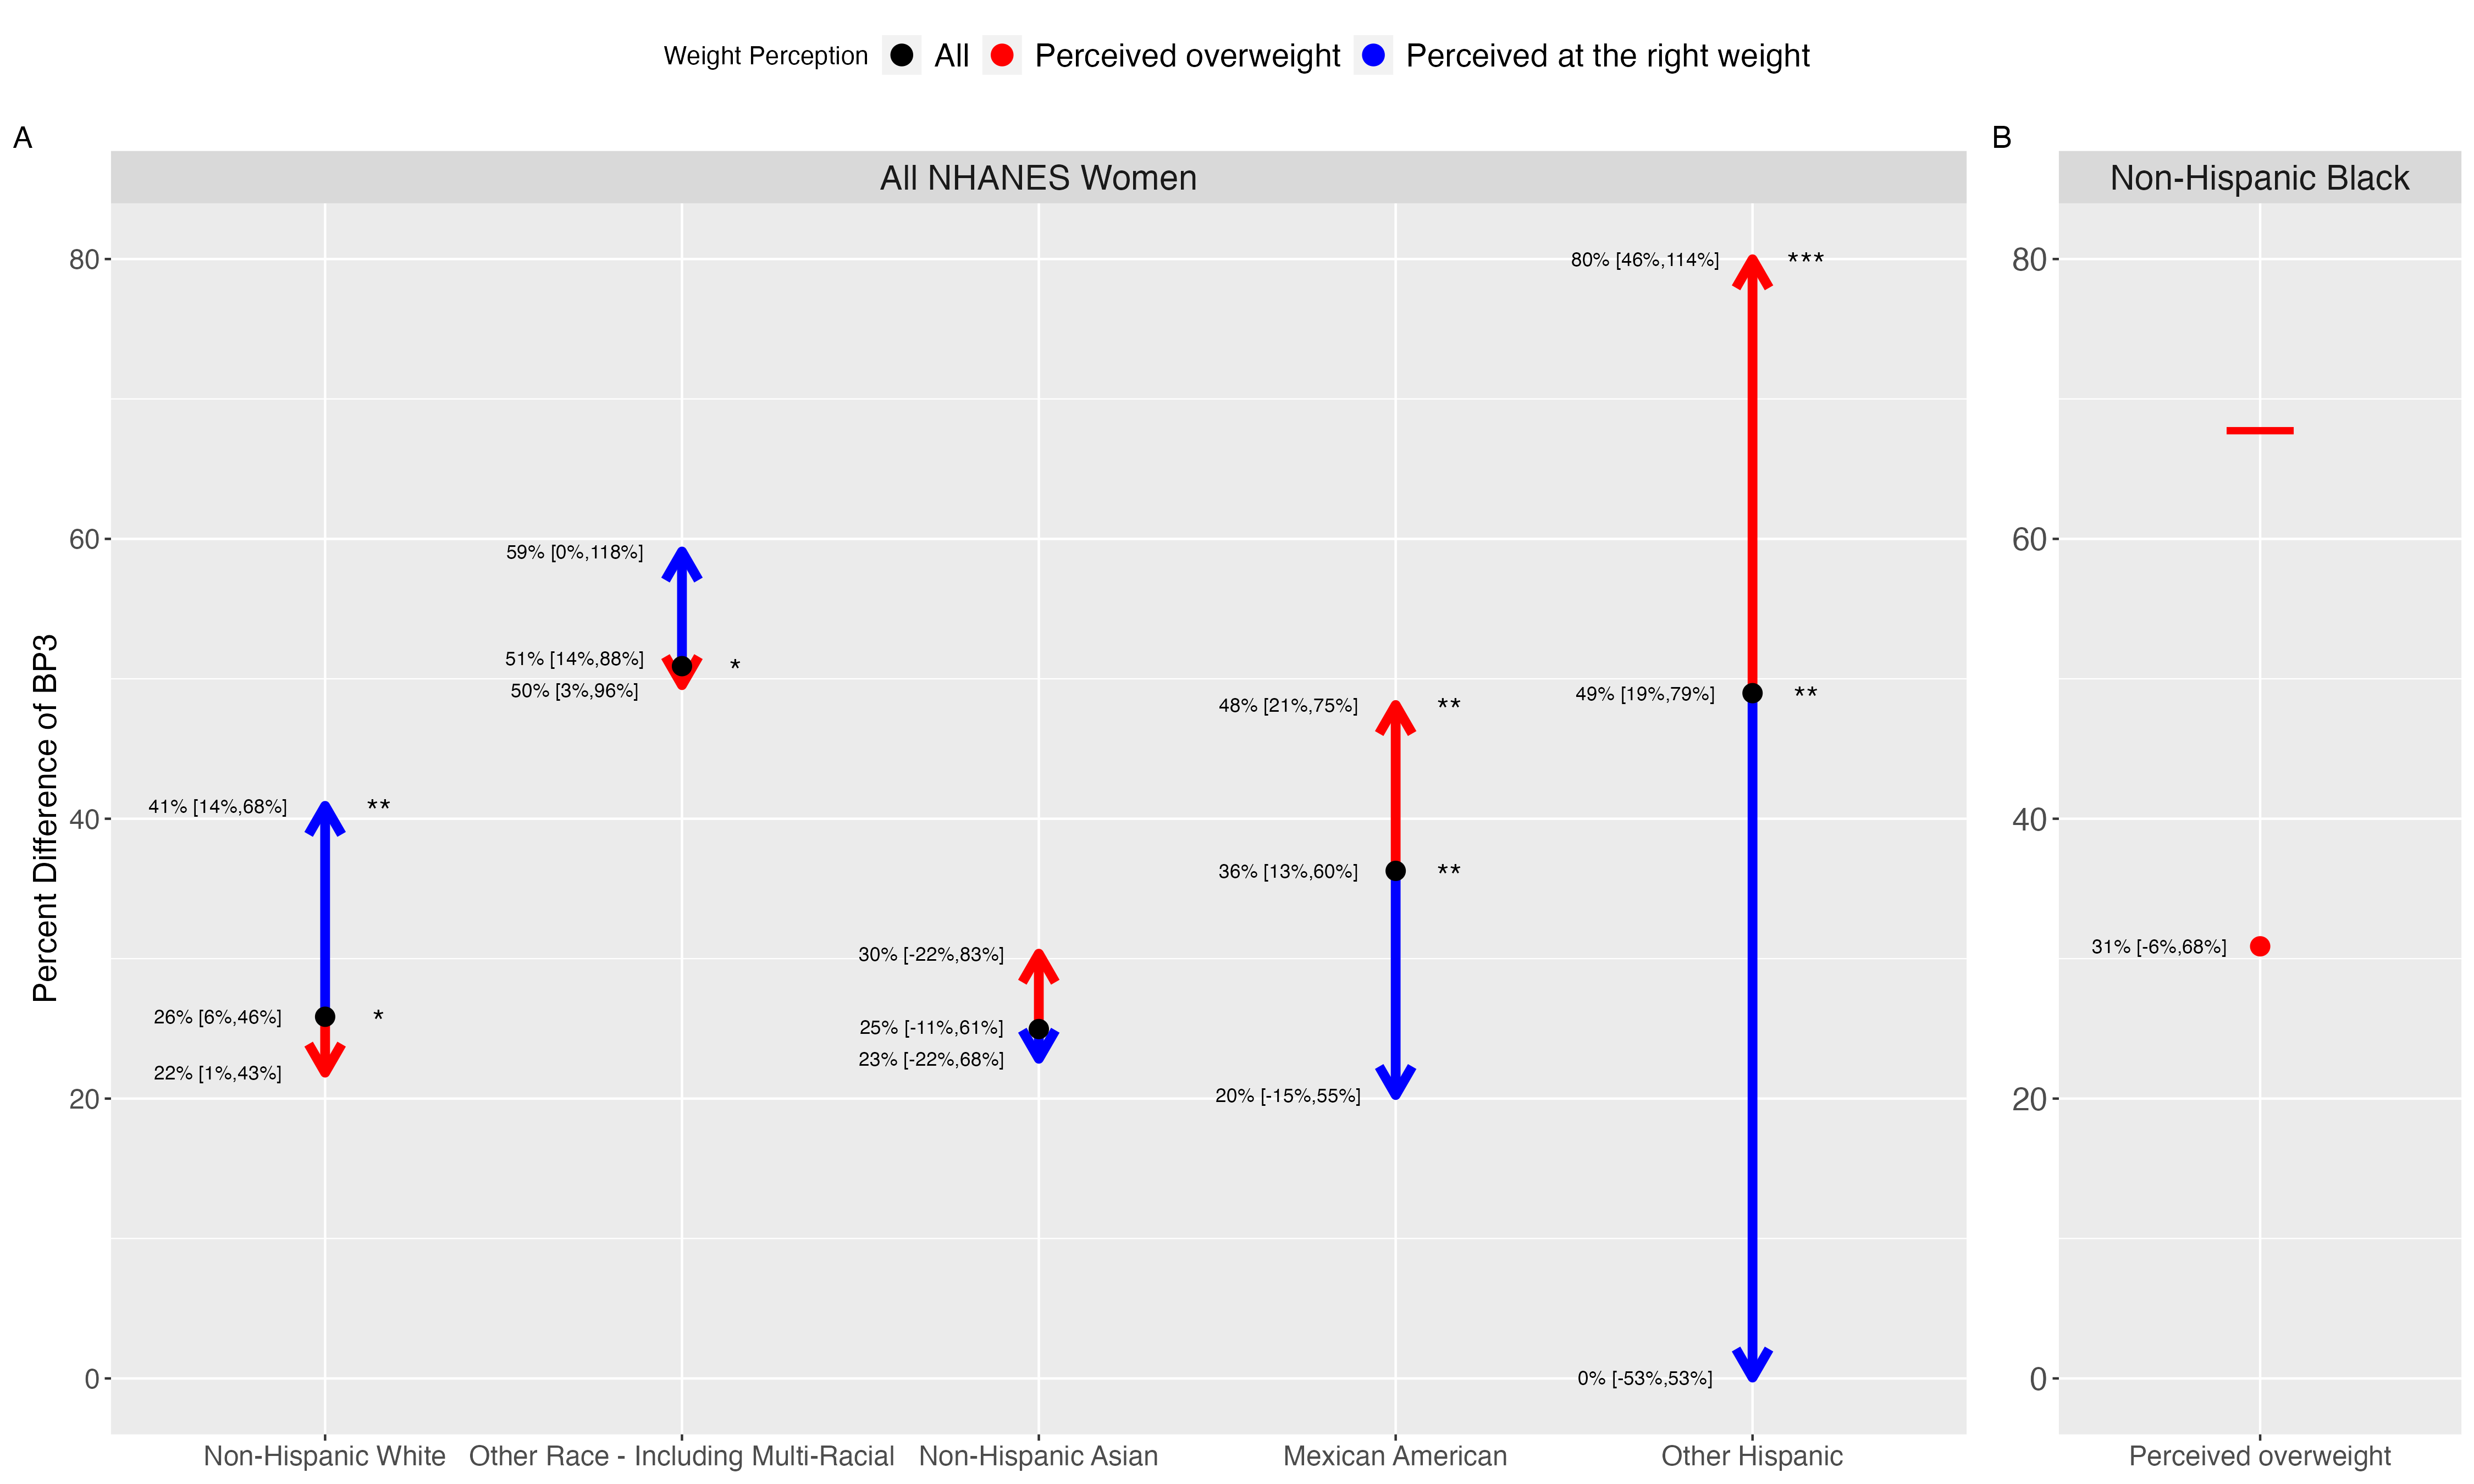 Weight Perception All Perceived overweight Perceived at the right weight
A
B
All NHANES Women
Non-Hispanic Black
Percent Difference of BP3
80
60
40
20
0
41% [14%,68%]
**
26% [6%,46%]
*
22% [1%,43%]
59% [0%,118%]
51% [14%,88%]
*
50% [3%,96%]
30% [-22%,83%]
25% [-11%,61%]
23% [-22%,68%]
48% [21%,75%]
**
36% [13%,60%]
**
20% [-15%,55%]
80% [46%,114%]
***
49% [19%,79%]
**
0% [-53%,53%]
Non-Hispanic White
Other Race - Including Multi-Racial
Non-Hispanic Asian
Mexican American
Other Hispanic
80
60
40
20
0
31% [-6%,68%]
Perceived overweight